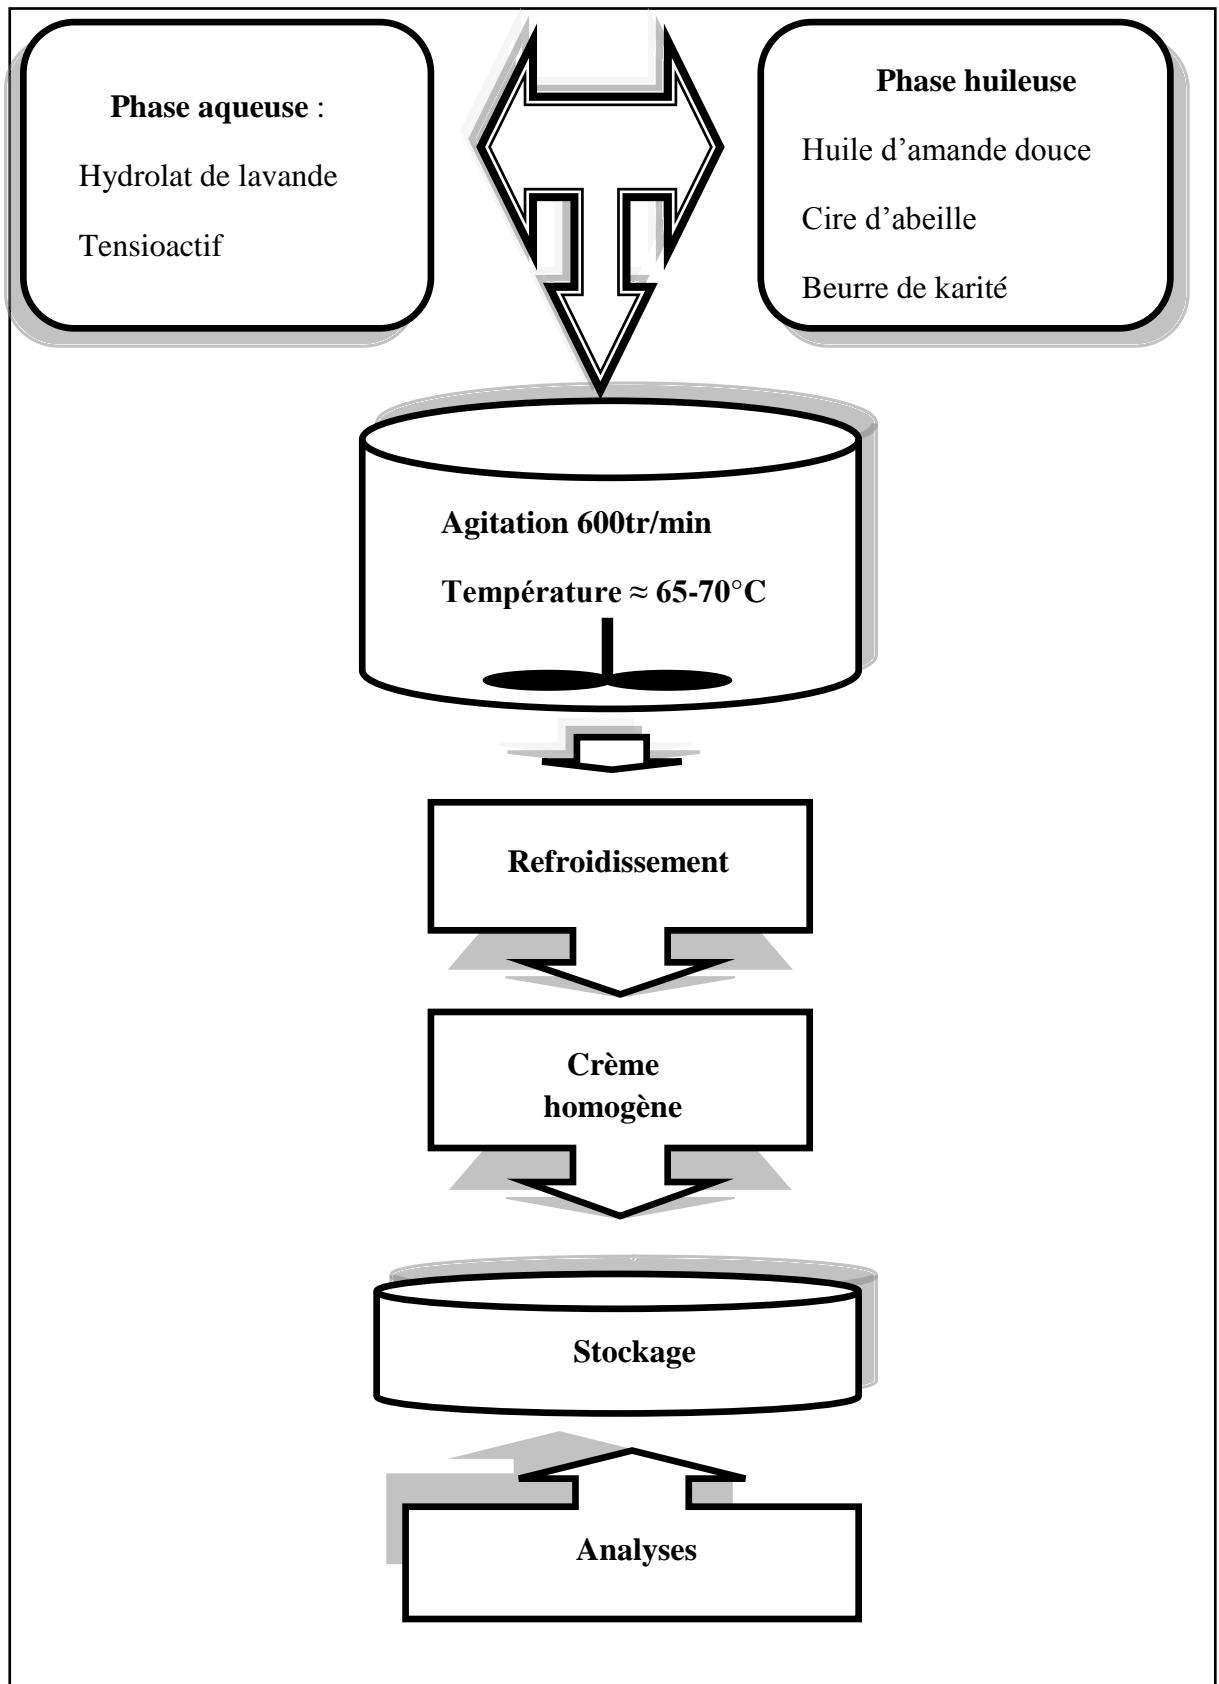 Phase aqueuse :
Hydrolat de lavande
Tensioactif
Phase huileuse
Huile d’amande douce
Cire d’abeille
Beurre de karité
Agitation 600tr/min
Température ≈ 65-70°C
Refroidissement
Crème
homogène
Stockage
Analyses